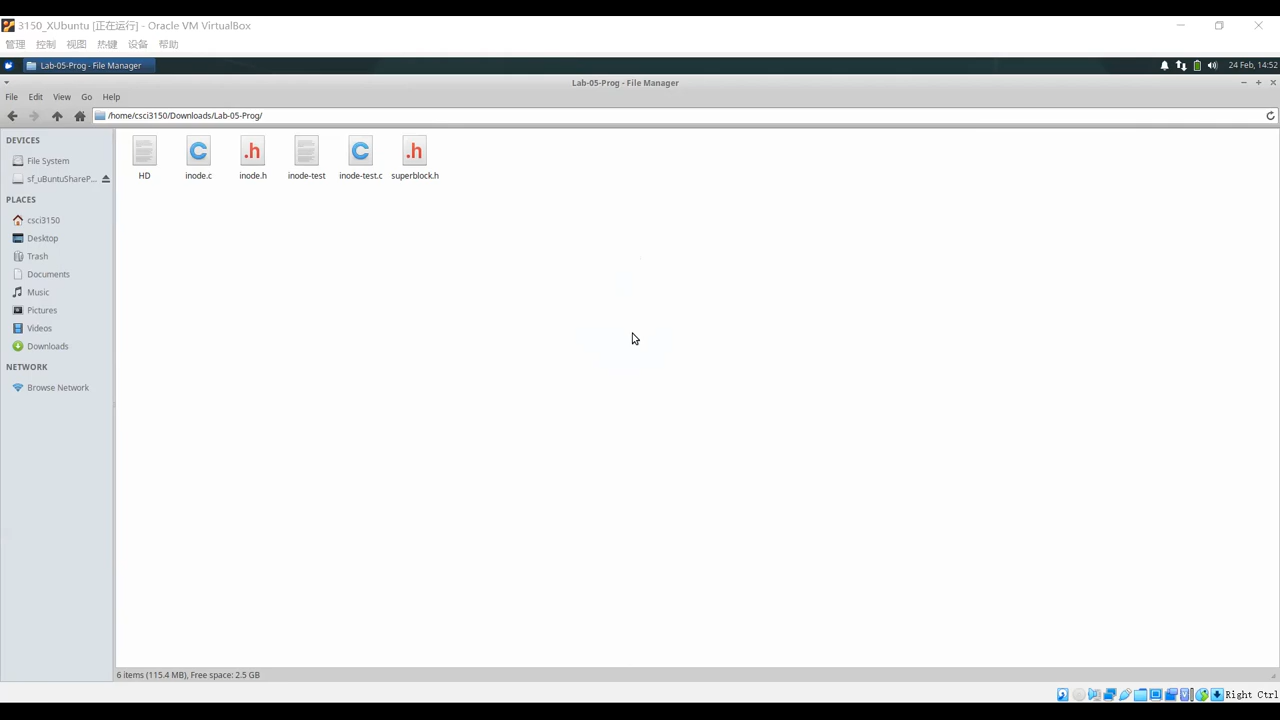 3150_XUbuntu [正在运行] - Oracle VM VirtualBox
管理 控制 视图 热键 设备 帮助
Lab-05-Prog - File Manager 24 Feb, 14:52
Lab-05-Prog - File Manager
File Edit View Go Help
/home/csci3150/Downloads/Lab-05-Prog/
DEVICES
File System
sf_uBuntuShareP...
PLACES
csci3150
Desktop
Trash
Documents
Music
Pictures
Videos
Downloads
NETWORK
Browse Network
C .h C .h
HD inode.c inode.h inode-test inode-test.c superblock.h
6 items (115.4 MB), Free space: 2.5 GB
Right Ctrl